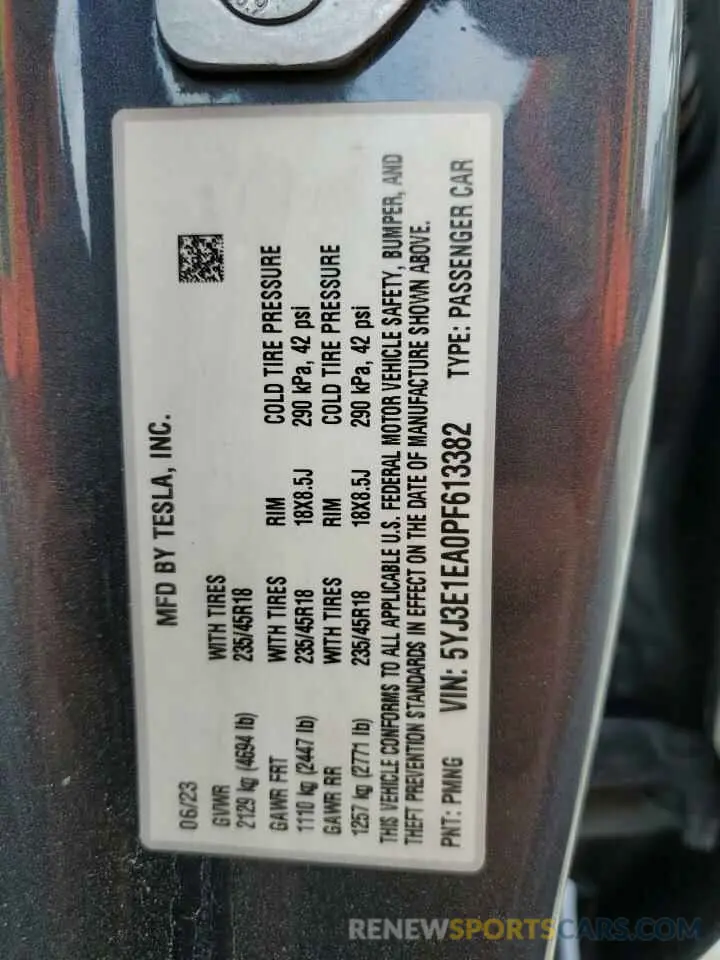 MFD BY TESLA, INC.
06/23
GVWR WITH TIRES
2129 kg (4694 lb) 235/45R18
GAWR FRT WITH TIRES RIM COLD TIRE PRESSURE
1110 kg (2447 lb) 235/45R18 18X8.5J 290 kPa, 42 psi
GAWR RR WITH TIRES RIM COLD TIRE PRESSURE
1257 kg (2771 lb) 235/45R18 18X8.5J 290 kPa, 42 psi
THIS VEHICLE CONFORMS TO ALL APPLICABLE U.S. FEDERAL MOTOR VEHICLE SAFETY, BUMPER, AND
THEFT PREVENTION STANDARDS IN EFFECT ON THE DATE OF MANUFACTURE SHOWN ABOVE.
PNT: PMNG VIN: 5YJ3E1EA0PF613382 TYPE: PASSENGER CAR
RENEWSPORTSCARS.COM